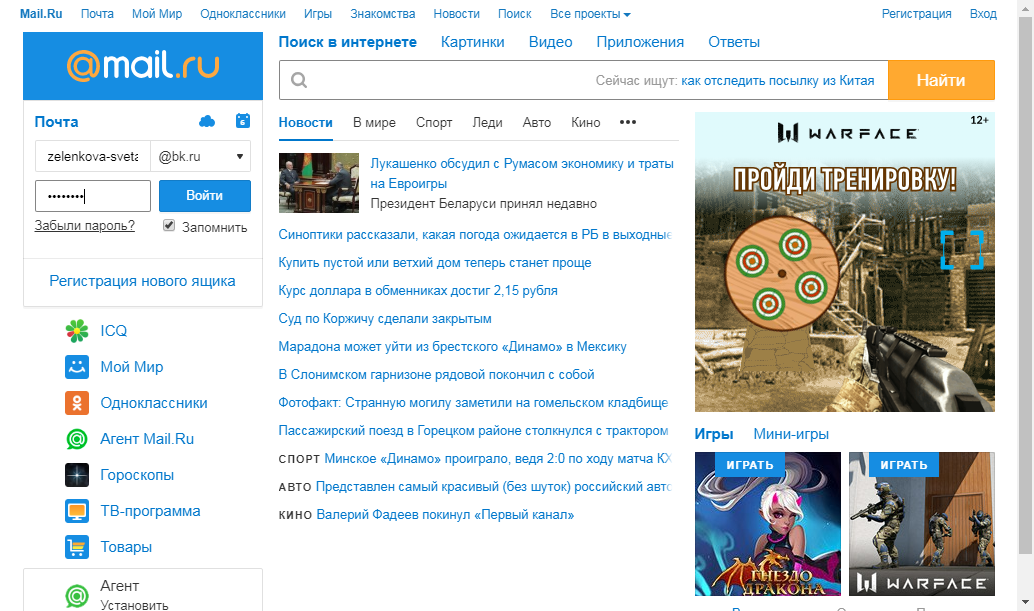 Mail.Ru Почта Мой Мир Одноклассники Игры Знакомства Новости Поиск Все проекты Регистрация Вход
@mail.ru
Поиск в интернете Картинки Видео Приложения Ответы
Сейчас ищут: как отследить посылку из Китая Найти
Почта 6
zelenkova-sveta @bk.ru
•••••••• Войти
Забыли пароль? Запомнить
Регистрация нового ящика
ICQ
Мой Мир
Одноклассники
Агент Mail.Ru
Гороскопы
ТВ-программа
Товары
Агент
Установить
Новости В мире Спорт Леди Авто Кино •••
Лукашенко обсудил с Румасом экономику и траты
на Евроигры
Президент Беларуси принял недавно
Синоптики рассказали, какая погода ожидается в РБ в выходные
Купить пустой или ветхий дом теперь станет проще
Курс доллара в обменниках достиг 2,15 рубля
Суд по Коржичу сделали закрытым
Марадона может уйти из брестского «Динамо» в Мексику
В Слонимском гарнизоне рядовой покончил с собой
Фотофакт: Странную могилу заметили на гомельском кладбище
Пассажирский поезд в Горецком районе столкнулся с трактором
СПОРТ Минское «Динамо» проиграло, ведя 2:0 по ходу матча КХ
АВТО Представлен самый красивый (без шуток) российский авто
КИНО Валерий Фадеев покинул «Первый канал»
WARFACE 12+
ПРОЙДИ ТРЕНИРОВКУ!
Игры Мини-игры
ИГРАТЬ
ГНЕЗДО
ДРАКОНА
ИГРАТЬ
WARFACE